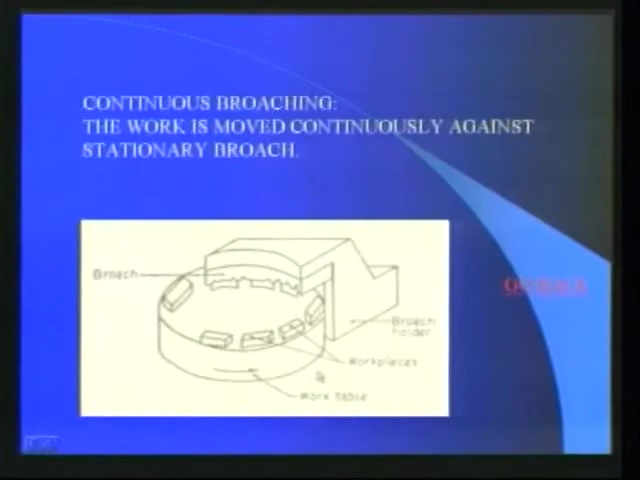 CONTINUOUS BROACHING:
THE WORK IS MOVED CONTINUOUSLY AGAINST
STATIONARY BROACH.
Broach
Broach
holder
Workpieces
Work table